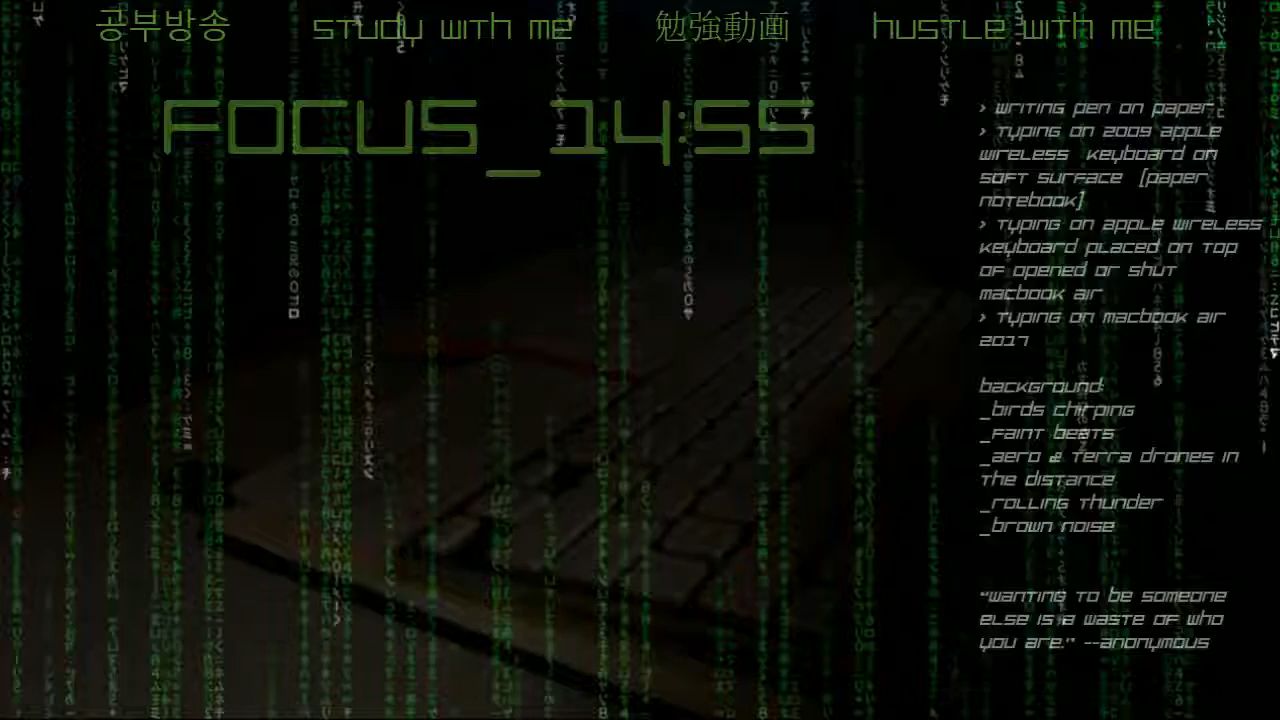 공부방송 study with me 勉強動画 hustle with me
FOCUS_14:55
> writing pen on paper
> typing on 2009 apple
wireless keyboard on
soft surface [paper
notebook]
> typing on apple wireless
keyboard placed on top
of opened or shut
macbook air
> typing on macbook air
2017
background:
_birds chirping
_faint beats
_aero & terra drones in
the distance
_rolling thunder
_brown noise
"wanting to be someone
else is a waste of who
you are." --anonymous